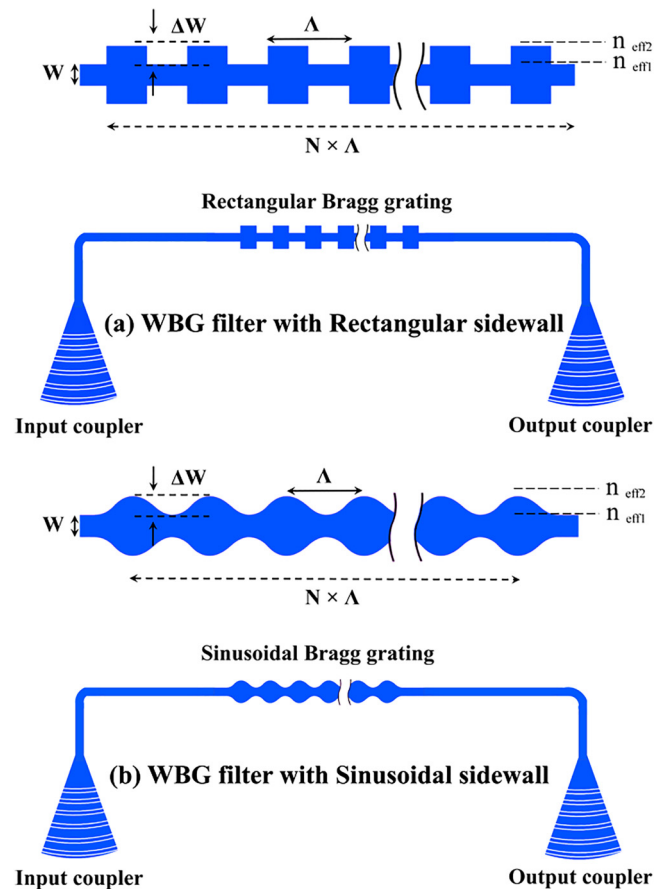 ΔW
Λ
n eff2
W
n eff1
N × Λ
Rectangular Bragg grating
(a) WBG filter with Rectangular sidewall
Input coupler
Output coupler
ΔW
Λ
n eff2
W
n eff1
N × Λ
Sinusoidal Bragg grating
(b) WBG filter with Sinusoidal sidewall
Input coupler
Output coupler